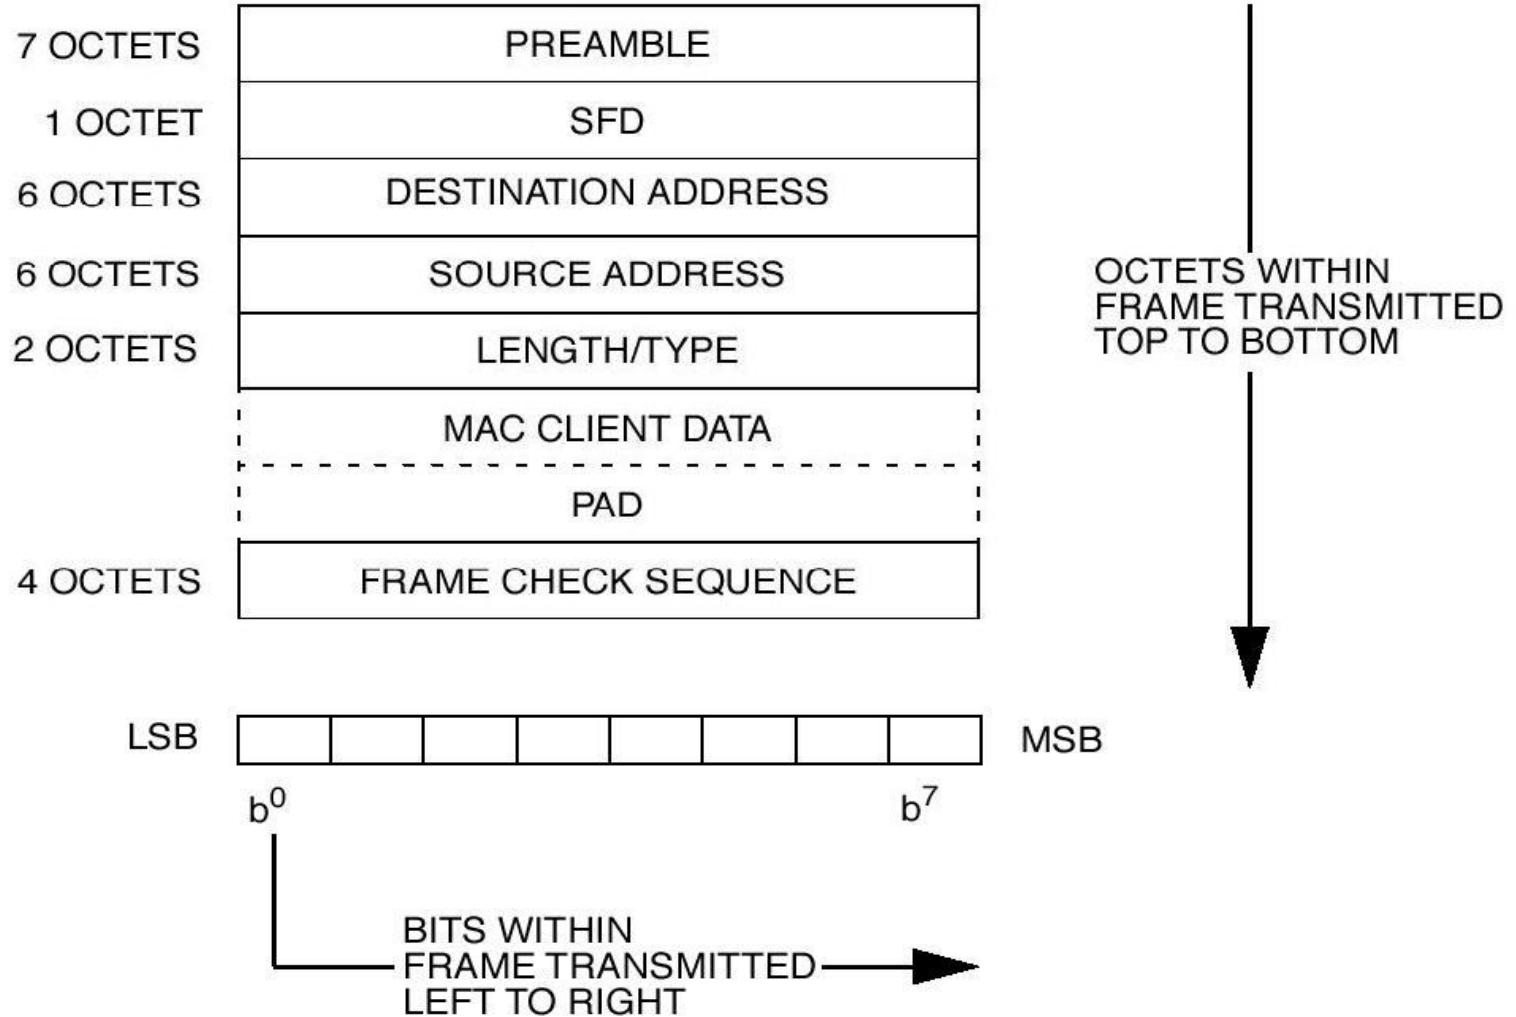 7 OCTETS PREAMBLE
1 OCTET SFD
6 OCTETS DESTINATION ADDRESS
6 OCTETS SOURCE ADDRESS
2 OCTETS LENGTH/TYPE
MAC CLIENT DATA
PAD
4 OCTETS FRAME CHECK SEQUENCE
OCTETS WITHIN
FRAME TRANSMITTED
TOP TO BOTTOM
LSB MSB
b⁰ b⁷
BITS WITHIN
FRAME TRANSMITTED
LEFT TO RIGHT